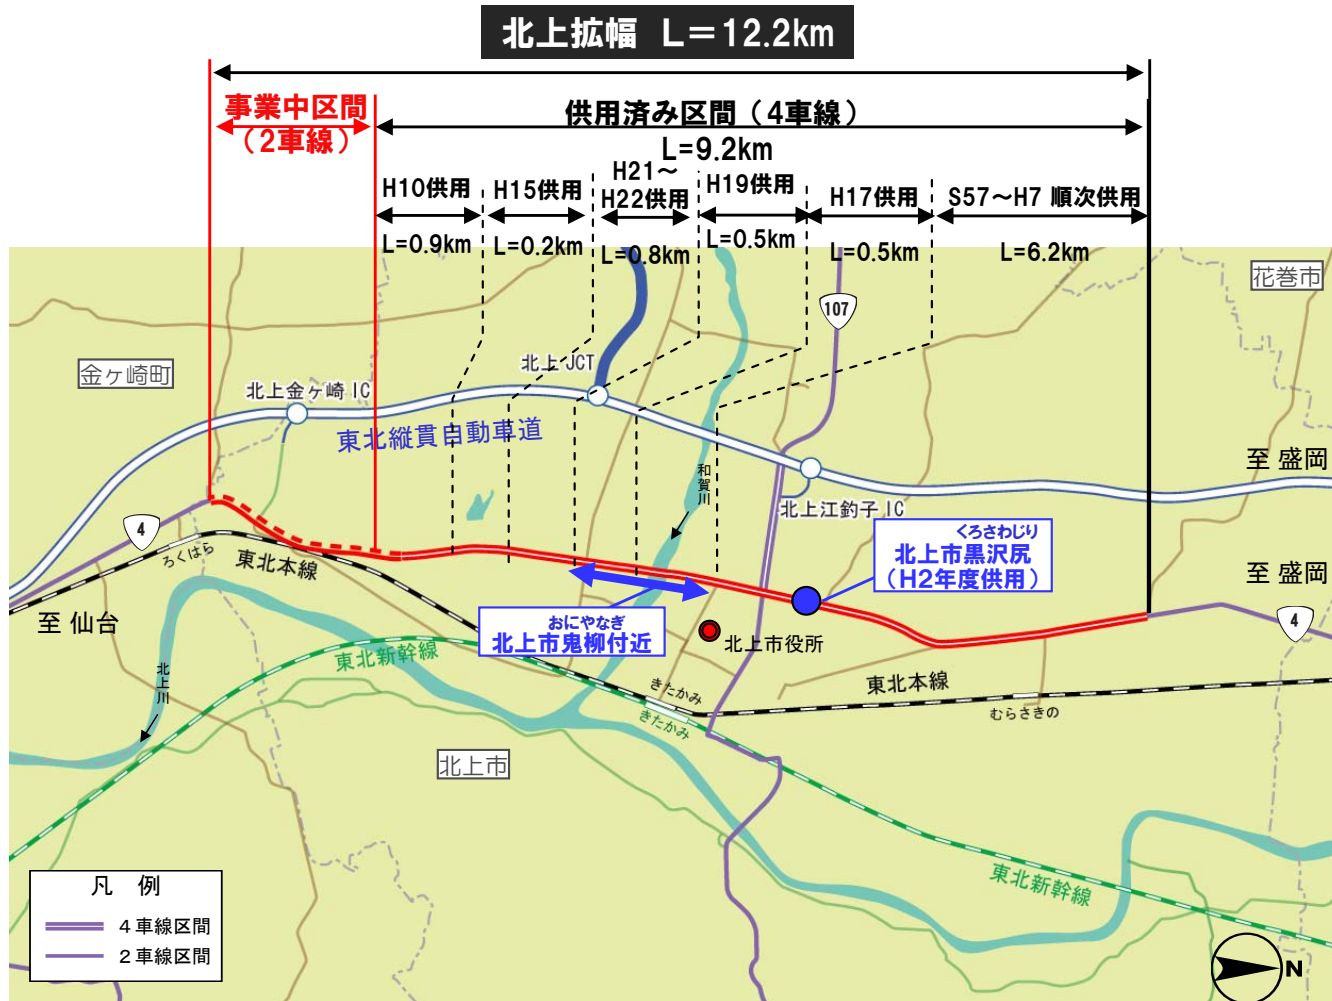 北上拡幅 L＝12.2km
事業中区間
（2車線）
供用済み区間（4車線）
L=9.2km
H10供用
L=0.9km
H15供用
L=0.2km
H21～
H22供用
L=0.8km
H19供用
L=0.5km
H17供用
L=0.5km
S57～H7 順次供用
L=6.2km
花巻市
107
金ヶ崎町
北上金ヶ崎IC
北上JCT
東北縦貫自動車道
和賀川
至 盛岡
北上江釣子IC
くろさわじり
北上市黒沢尻
（H2年度供用）
4
ろくはら
東北本線
至 盛岡
至 仙台
おにやなぎ
北上市鬼柳付近
北上市役所
4
東北新幹線
北上川
きたかみ
きたかみ
東北本線
むらさきの
北上市
東北新幹線
凡 例
4車線区間
2車線区間
N